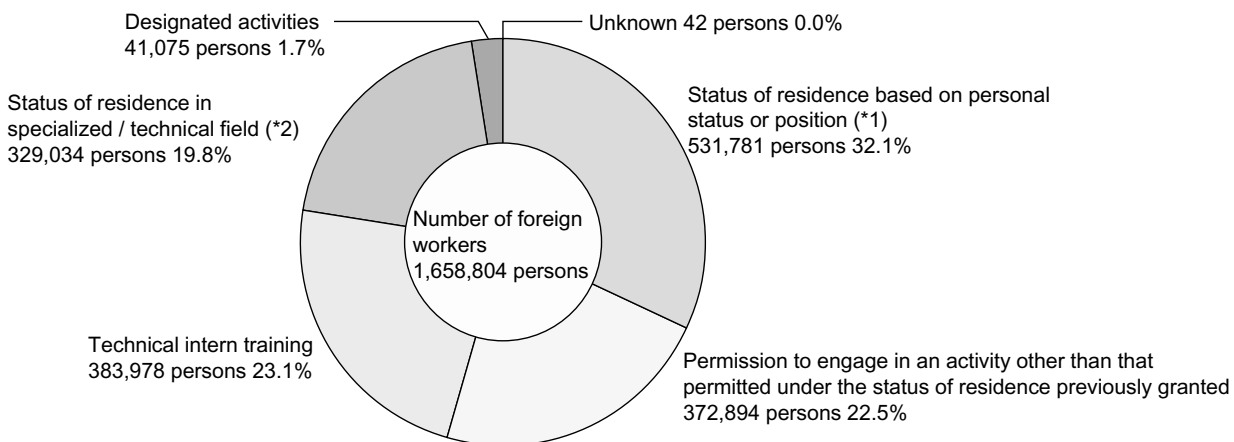 Designated activities
41,075 persons 1.7%
Unknown 42 persons 0.0%
Status of residence in
specialized / technical field (*2)
329,034 persons 19.8%
Status of residence based on personal
status or position (*1)
531,781 persons 32.1%
Number of foreign
workers
1,658,804 persons
Technical intern training
383,978 persons 23.1%
Permission to engage in an activity other than that
permitted under the status of residence previously granted
372,894 persons 22.5%